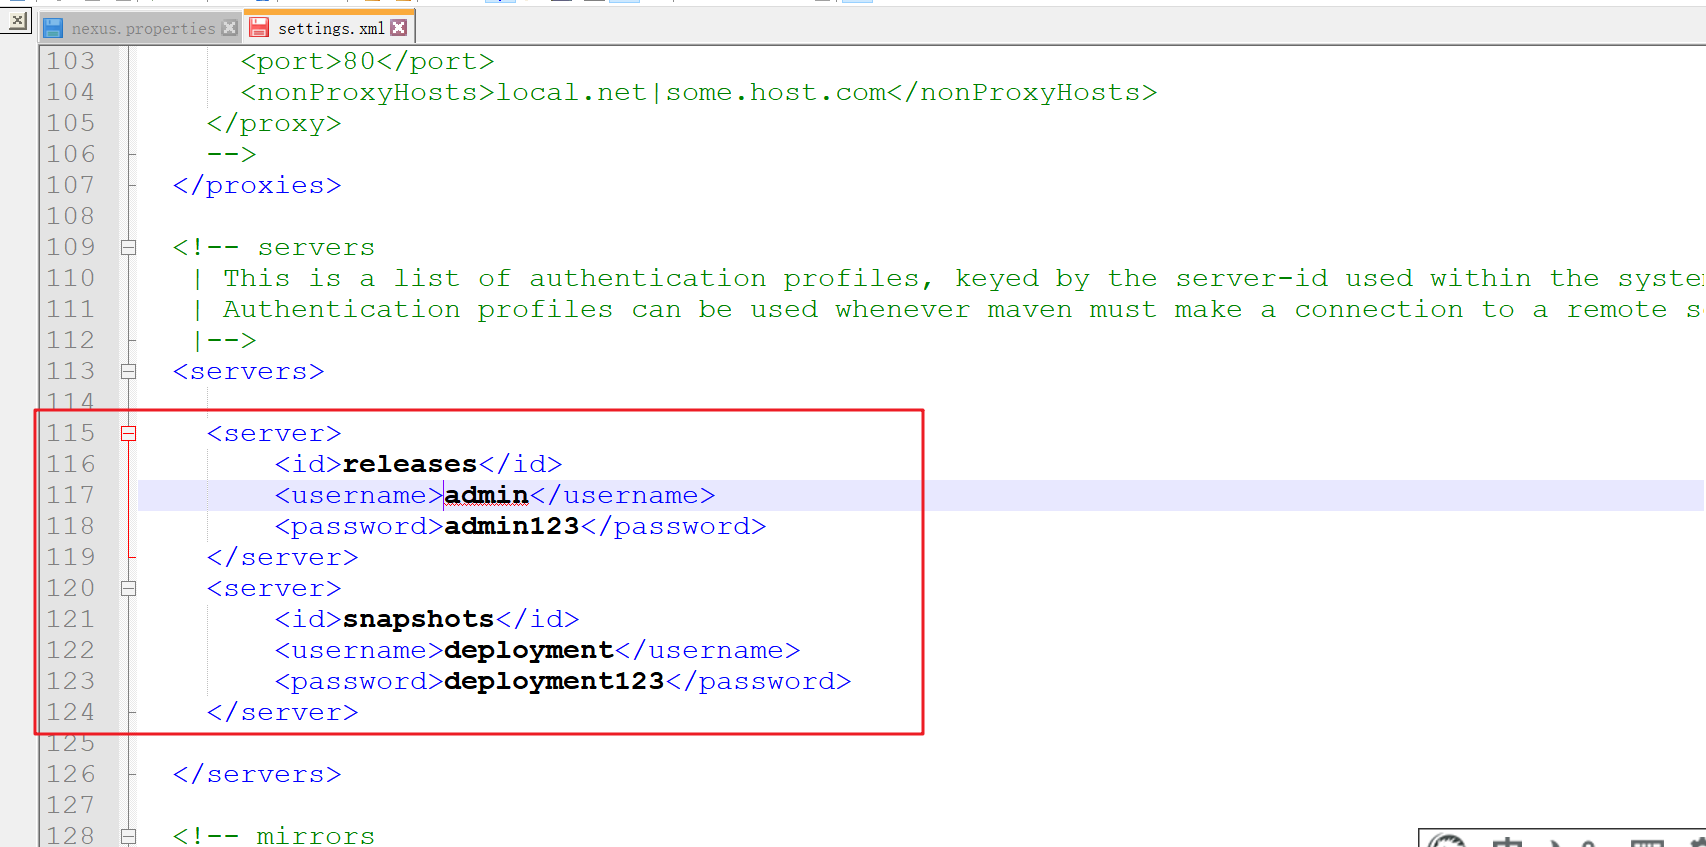 nexus.properties settings.xml
103 <port>80</port>
104 <nonProxyHosts>local.net|some.host.com</nonProxyHosts>
105 </proxy>
106 -->
107 </proxies>
108
109 <!-- servers
110 | This is a list of authentication profiles, keyed by the server-id used within the syste
111 | Authentication profiles can be used whenever maven must make a connection to a remote s
112 |-->
113 <servers>
114
115 <server>
116 <id>releases</id>
117 <username>admin</username>
118 <password>admin123</password>
119 </server>
120 <server>
121 <id>snapshots</id>
122 <username>deployment</username>
123 <password>deployment123</password>
124 </server>
125
126 </servers>
127
128 <!-- mirrors